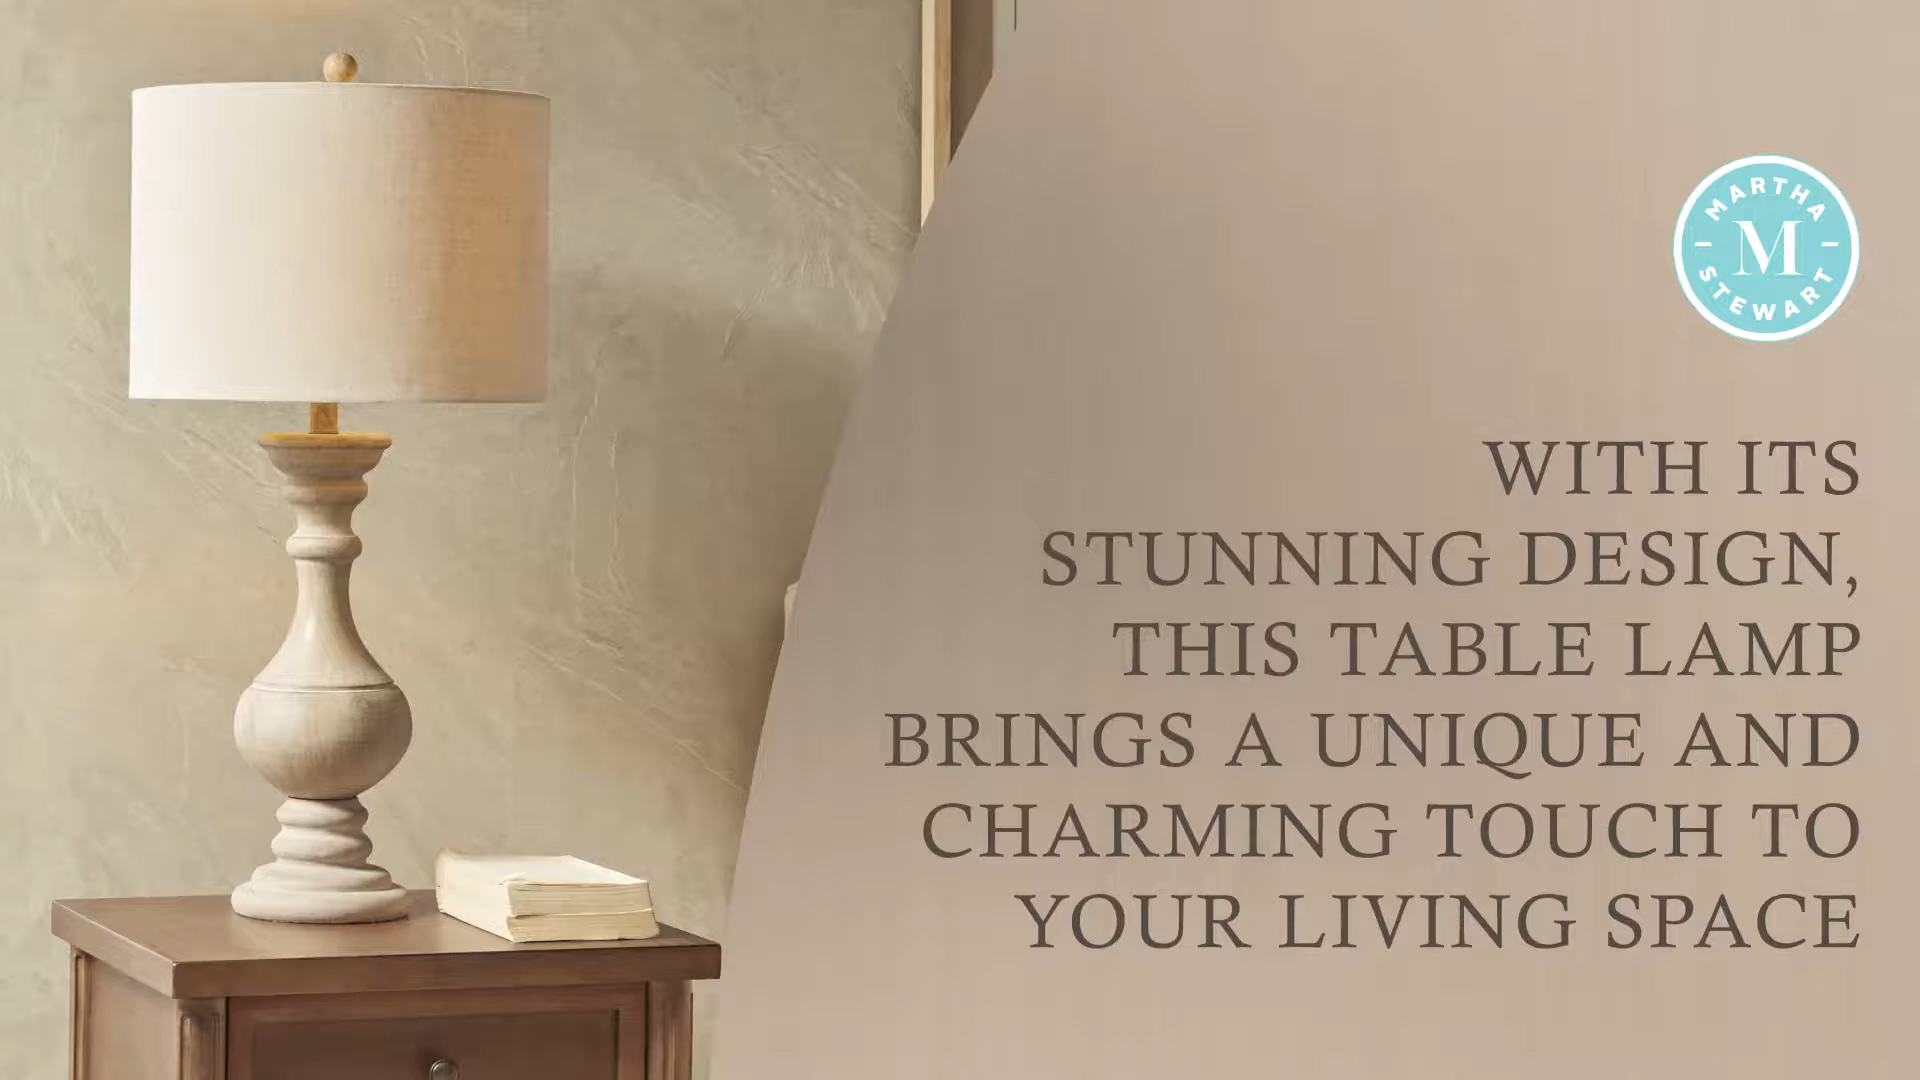 MARTHA
M
STEWART
WITH ITS
STUNNING DESIGN,
THIS TABLE LAMP
BRINGS A UNIQUE AND
CHARMING TOUCH TO
YOUR LIVING SPACE